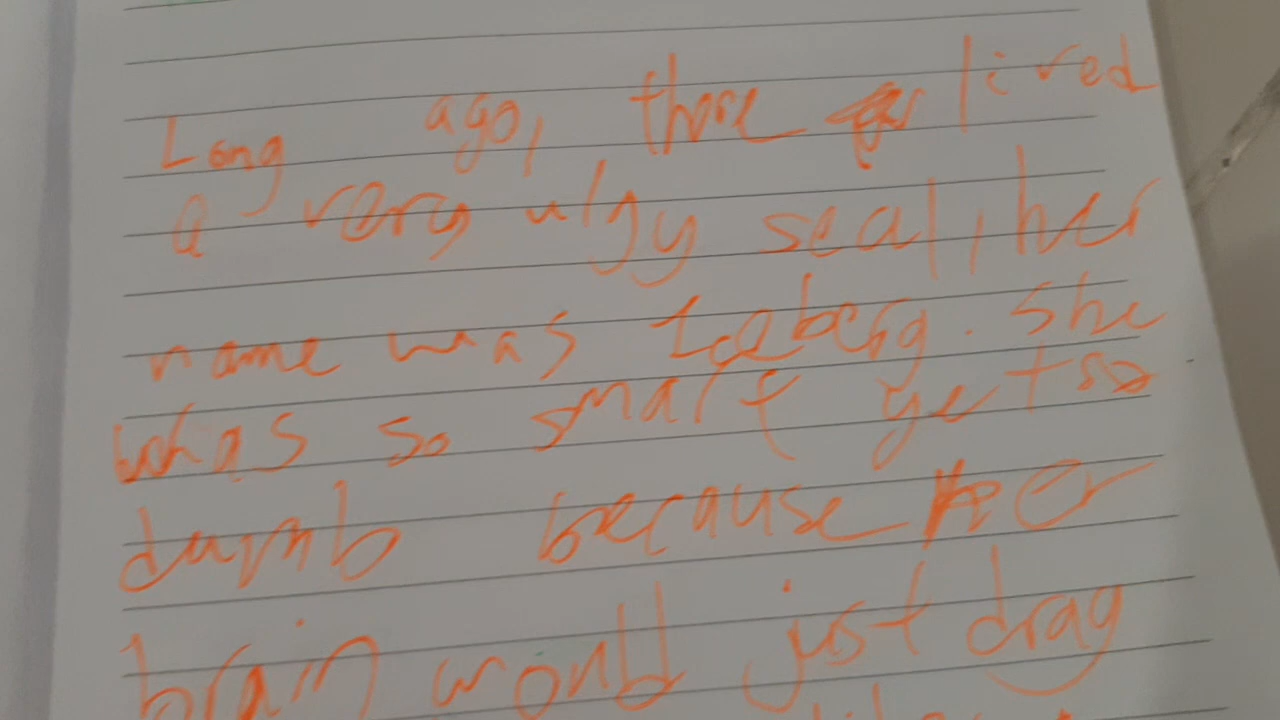 Long ago, there lived
a very ulgy seal, her
name was Iceberg. She
was so smart yet so
dumb because her
brain would just drag